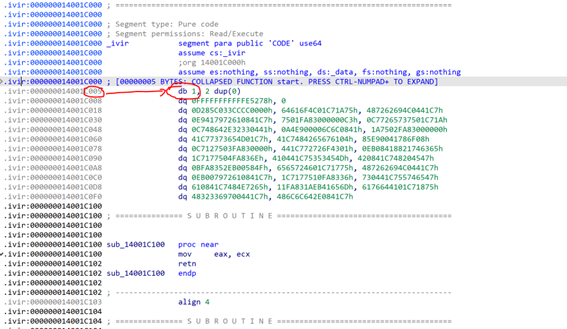 .ivir:000000014001C000 ; ===========================================================================
.ivir:000000014001C000
.ivir:000000014001C000 ; Segment type: Pure code
.ivir:000000014001C000 ; Segment permissions: Read/Execute
.ivir:000000014001C000 _ivir segment para public 'CODE' use64
.ivir:000000014001C000 assume cs:_ivir
.ivir:000000014001C000 ;org 14001C000h
.ivir:000000014001C000 assume es:nothing, ss:nothing, ds:_data, fs:nothing, gs:nothing
.ivir:000000014001C000 ; [00000005 BYTES: COLLAPSED FUNCTION start. PRESS CTRL-NUMPAD+ TO EXPAND]
.ivir:000000014001C005 db 1, 2 dup(0)
.ivir:000000014001C008 dq 0FFFFFFFFFFFE5278h, 0
.ivir:000000014001C018 dq 0D285C033CCCC0000h, 64616F4C01C71A75h, 487262694C0441C7h
.ivir:000000014001C030 dq 0E9417972610841C7h, 7501FA83000000C3h, 0C77265737501C71Ah
.ivir:000000014001C048 dq 0C748642E32330441h, 0A4E900006C6C0841h, 1A7502FA83000000h
.ivir:000000014001C060 dq 41C77373654D01C7h, 41C7484265676104h, 85E90041786F08h
.ivir:000000014001C078 dq 0C7127503FA830000h, 441C772726F4301h, 0EB08418821746365h
.ivir:000000014001C090 dq 1C7177504FA836Eh, 410441C75353454Dh, 420841C748204547h
.ivir:000000014001C0A8 dq 0BFA8352EB00584Fh, 6565724601C71775h, 487262694C0441C7h
.ivir:000000014001C0C0 dq 0EB007972610841C7h, 1C7177510FA8336h, 730441C755746547h
.ivir:000000014001C0D8 dq 610841C7484E7265h, 11FA831AEB41656Dh, 6176644101C71875h
.ivir:000000014001C0F0 dq 48323369700441C7h, 486C6C642E0841C7h
.ivir:000000014001C100
.ivir:000000014001C100 ; =============== S U B R O U T I N E =======================================
.ivir:000000014001C100
.ivir:000000014001C100
.ivir:000000014001C100 sub_14001C100 proc near
.ivir:000000014001C100 mov eax, ecx
.ivir:000000014001C102 retn
.ivir:000000014001C102 sub_14001C100 endp
.ivir:000000014001C102
.ivir:000000014001C102 ; ---------------------------------------------------------------------------
.ivir:000000014001C103 align 4
.ivir:000000014001C104
.ivir:000000014001C104 ; =============== S U B R O U T I N E =======================================